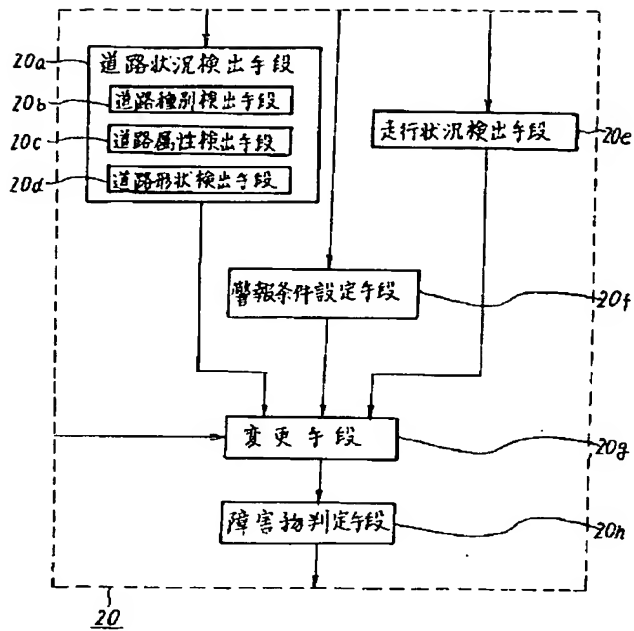 20a
道路状況検出手段
20b
道路種別検出手段
20c
道路属性検出手段
20d
道路形状検出手段
走行状況検出手段
20e
警報条件設定手段
20f
変更手段
20g
障害物判定手段
20h
20